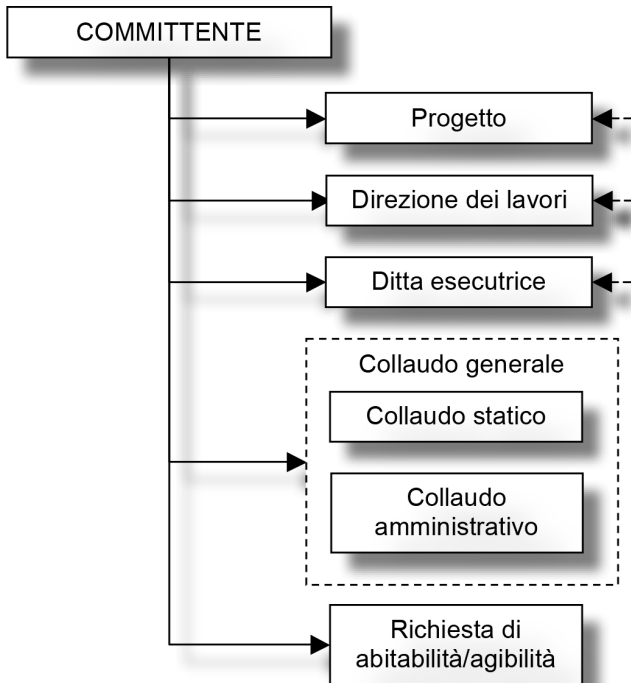 COMMITTENTE
Progetto
Direzione dei lavori
Ditta esecutrice
Collaudo generale
Collaudo statico
Collaudo
amministrativo
Richiesta di
abitabilità/agibilità